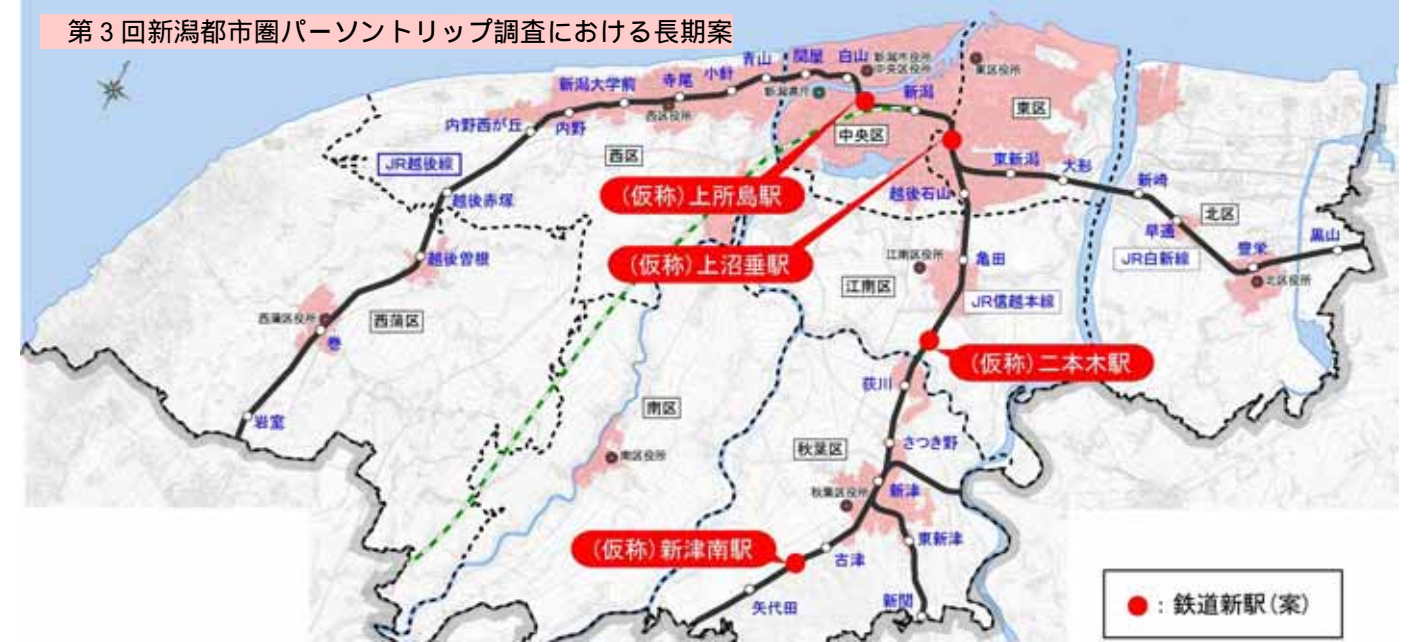 第3回新潟都市圏パーソントリップ調査における長期案
青山
関屋
白山
新潟市役所
中央区役所
東区役所
新潟大学前
寺尾
小針
新潟県庁
新潟
西区役所
東区
内野西が丘
内野
中央区
JR越後線
西区
東新潟
大形
(仮称)上所島駅
越後赤塚
越後石山
新崎
北区
早通
豊栄
黒山
(仮称)上沼垂駅
越後曽根
江南区役所
亀田
JR白新線
北区役所
江南区
JR信越本線
西蒲区役所
西蒲区
巻
(仮称)二本木駅
荻川
岩室
南区
さつき野
秋葉区
南区役所
秋葉区役所
新津
(仮称)新津南駅
古津
東新津
矢代田
新関
:鉄道新駅(案)